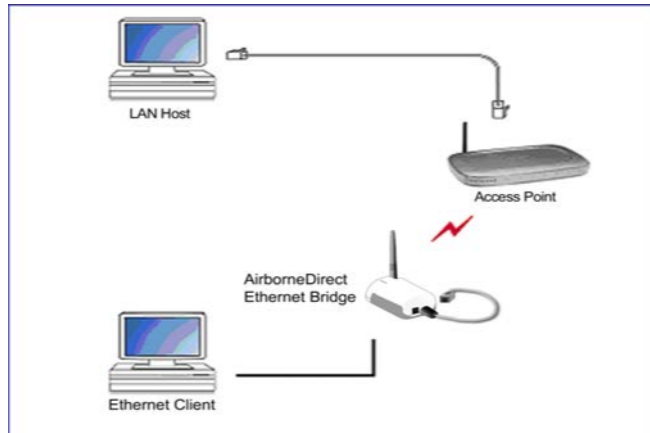 LAN Host
Access Point
AirborneDirect
Ethernet Bridge
Ethernet Client